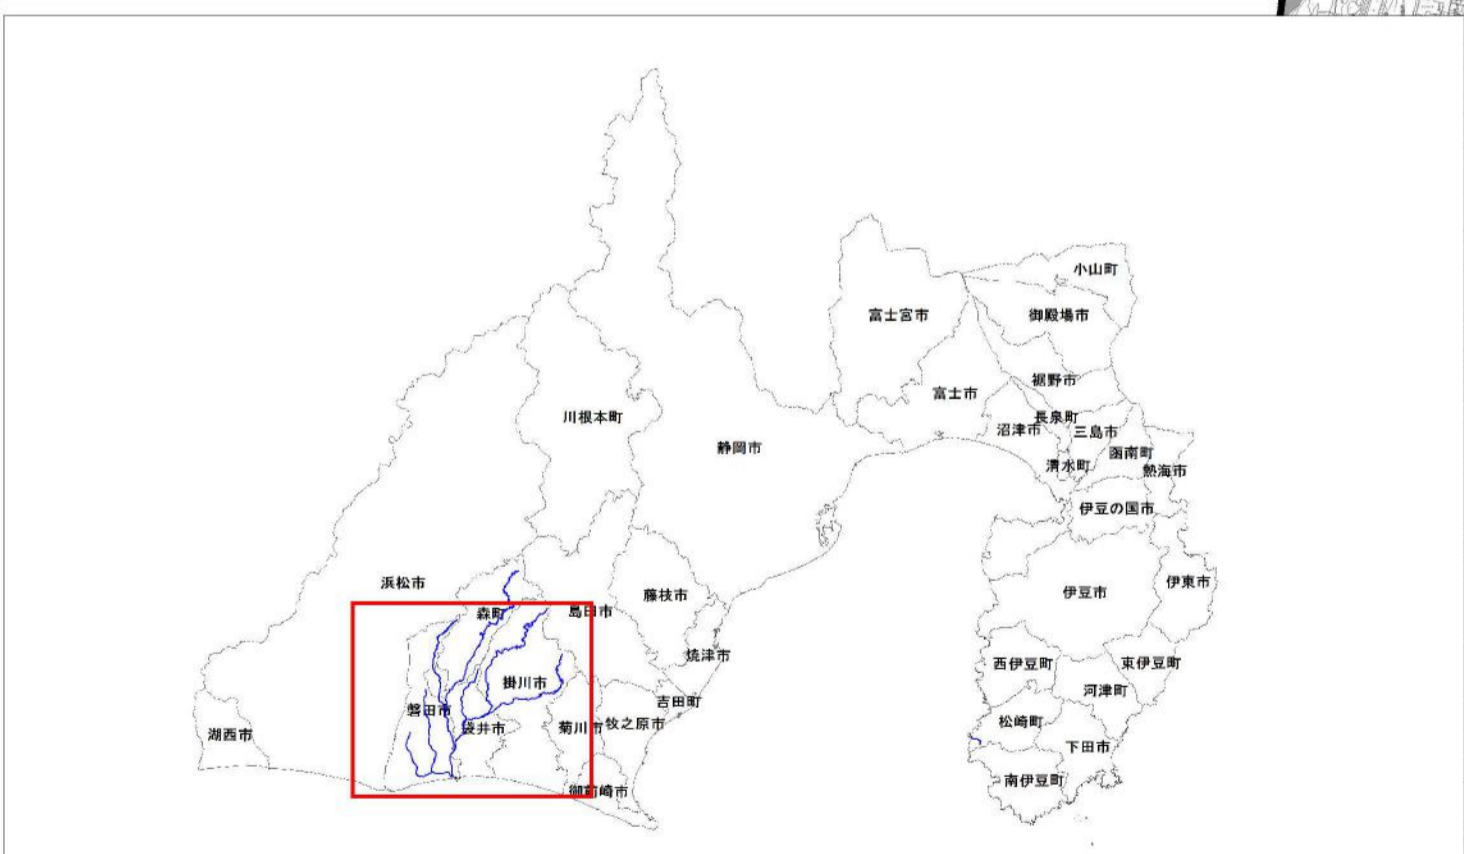 小山町
富士宮市
御殿場市
裾野市
富士市
川根本町
長泉町
沼津市
三島市
静岡市
函南町
清水町
熱海市
伊豆の国市
浜松市
伊東市
伊豆市
藤枝市
森町
島田市
焼津市
西伊豆町
東伊豆町
掛川市
河津町
吉田町
磐田市
松崎町
菊川市
牧之原市
袋井市
湖西市
下田市
南伊豆町
御前崎市